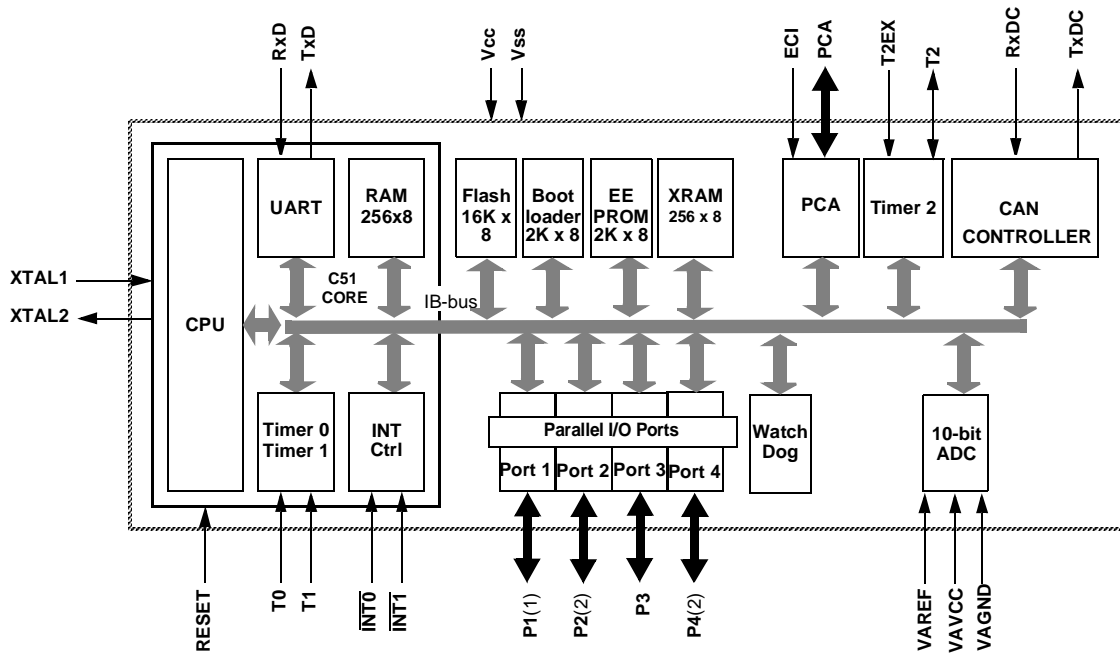 RxD
TxD
Vcc
Vss
ECI
PCA
T2EX
T2
RxDC
TxDC
XTAL1
XTAL2
CPU
UART
RAM
256x8
C51
CORE
IB-bus
Flash
16K x
8
Boot
loader
2K x 8
EE
PROM
2K x 8
XRAM
256 x 8
PCA
Timer 2
CAN
CONTROLLER
Timer 0
Timer 1
INT
Ctrl
Parallel I/O Ports
Port 1
Port 2
Port 3
Port 4
Watch
Dog
10-bit
ADC
RESET
T0
T1
INT0
INT1
P1(1)
P2(2)
P3
P4(2)
VAREF
VAVCC
VAGND